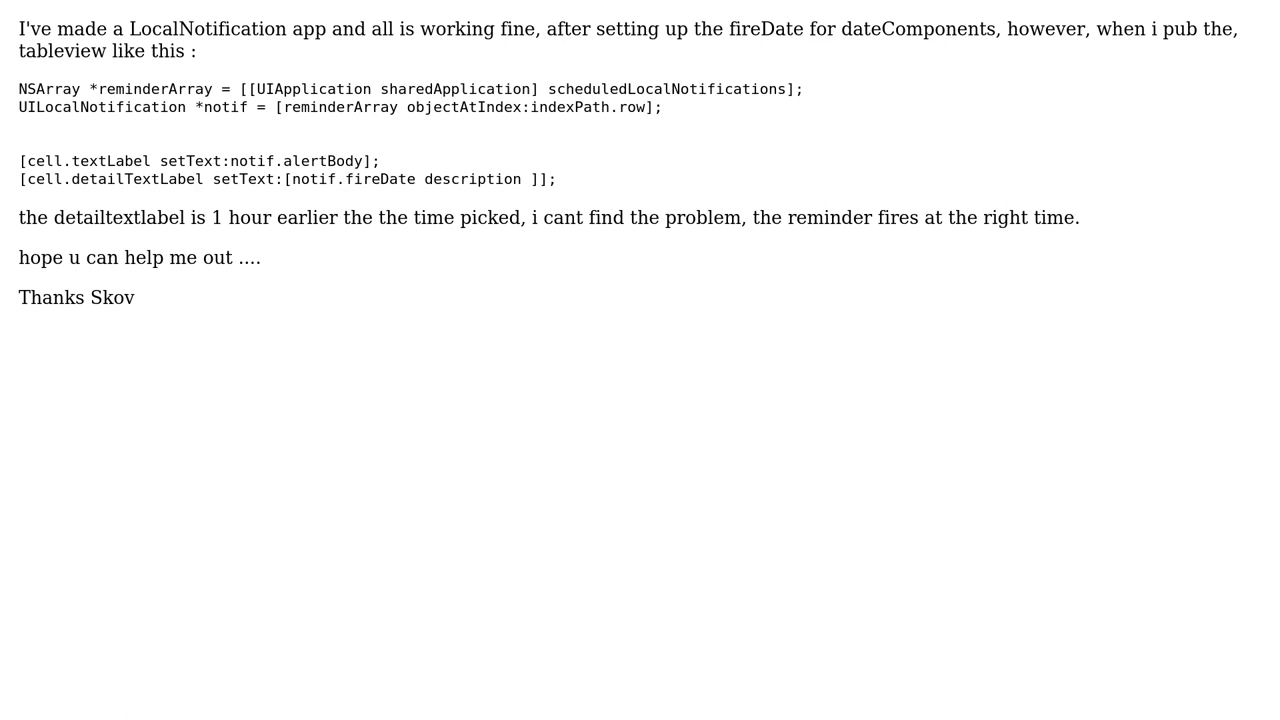 I've made a LocalNotification app and all is working fine, after setting up the fireDate for dateComponents, however, when i pub the,
tableview like this :
NSArray *reminderArray = [[UIApplication sharedApplication] scheduledLocalNotifications];
UILocalNotification *notif = [reminderArray objectAtIndex:indexPath.row];
[cell.textLabel setText:notif.alertBody];
[cell.detailTextLabel setText:[notif.fireDate description ]];
the detailtextlabel is 1 hour earlier the the time picked, i cant find the problem, the reminder fires at the right time.
hope u can help me out ....
Thanks Skov